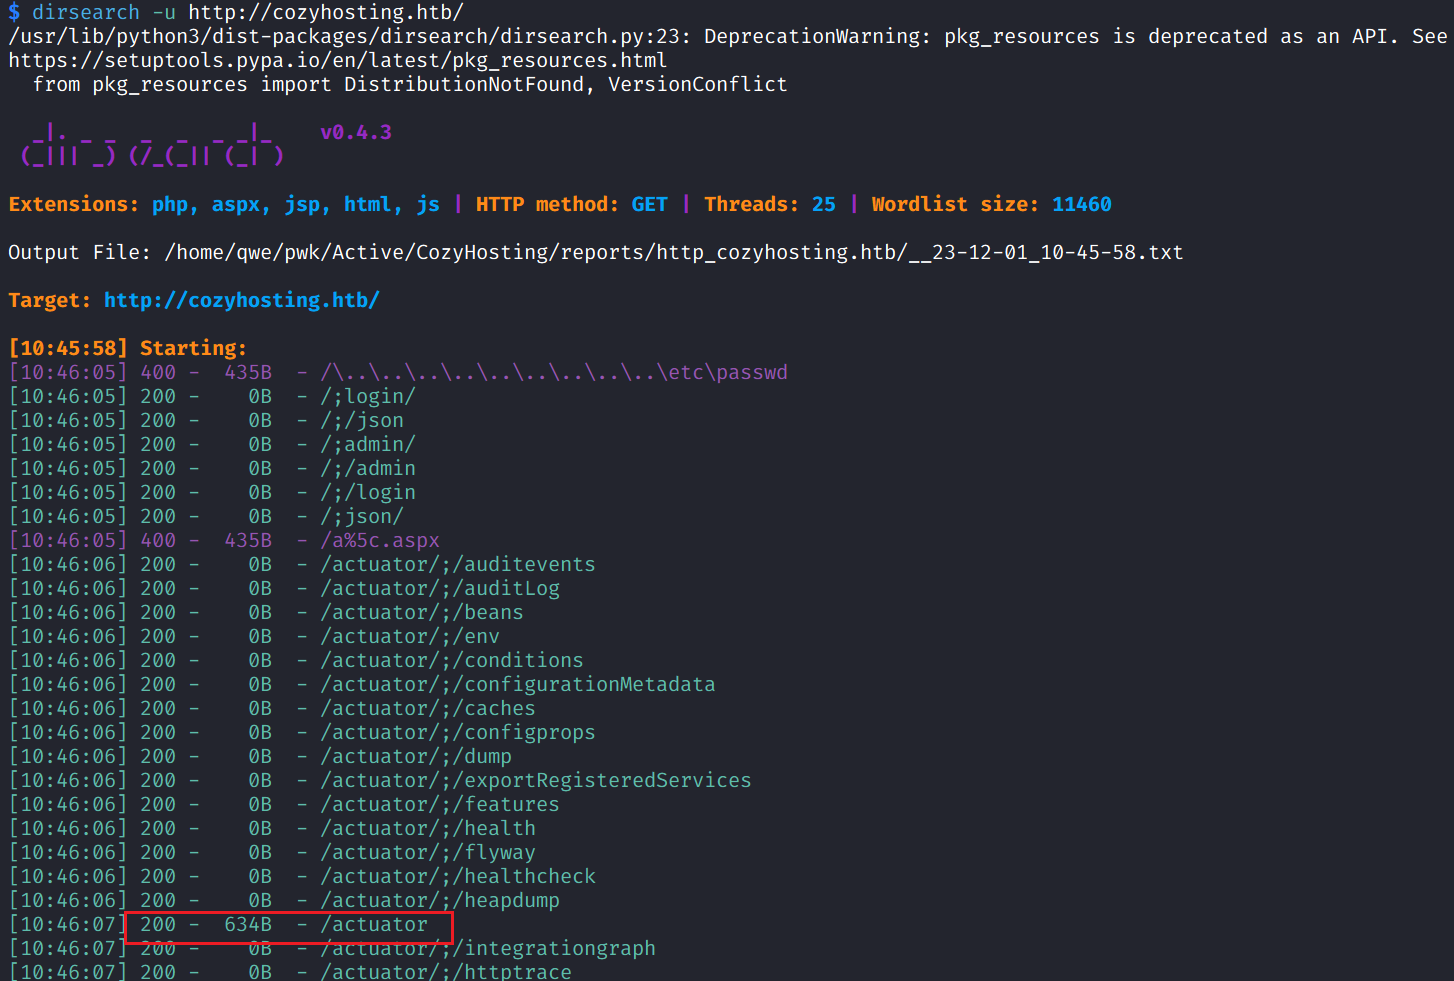 $ dirsearch -u http://cozyhosting.htb/
/usr/lib/python3/dist-packages/dirsearch/dirsearch.py:23: DeprecationWarning: pkg_resources is deprecated as an API. See
https://setuptools.pypa.io/en/latest/pkg_resources.html
  from pkg_resources import DistributionNotFound, VersionConflict
  _|. _ _  _  _  _ _|_    v0.4.3
 (_||| _) (/_(_|| (_| )
Extensions: php, aspx, jsp, html, js | HTTP method: GET | Threads: 25 | Wordlist size: 11460
Output File: /home/qwe/pwk/Active/CozyHosting/reports/http_cozyhosting.htb/__23-12-01_10-45-58.txt
Target: http://cozyhosting.htb/
[10:45:58] Starting:
[10:46:05] 400 -  435B  - /\..\..\..\..\..\..\..\..\..\etc\passwd
[10:46:05] 200 -    0B  - /;login/
[10:46:05] 200 -    0B  - /;/json
[10:46:05] 200 -    0B  - /;admin/
[10:46:05] 200 -    0B  - /;/admin
[10:46:05] 200 -    0B  - /;/login
[10:46:05] 200 -    0B  - /;json/
[10:46:05] 400 -  435B  - /a%5c.aspx
[10:46:06] 200 -    0B  - /actuator/;/auditevents
[10:46:06] 200 -    0B  - /actuator/;/auditLog
[10:46:06] 200 -    0B  - /actuator/;/beans
[10:46:06] 200 -    0B  - /actuator/;/env
[10:46:06] 200 -    0B  - /actuator/;/conditions
[10:46:06] 200 -    0B  - /actuator/;/configurationMetadata
[10:46:06] 200 -    0B  - /actuator/;/caches
[10:46:06] 200 -    0B  - /actuator/;/configprops
[10:46:06] 200 -    0B  - /actuator/;/dump
[10:46:06] 200 -    0B  - /actuator/;/exportRegisteredServices
[10:46:06] 200 -    0B  - /actuator/;/features
[10:46:06] 200 -    0B  - /actuator/;/health
[10:46:06] 200 -    0B  - /actuator/;/flyway
[10:46:06] 200 -    0B  - /actuator/;/healthcheck
[10:46:06] 200 -    0B  - /actuator/;/heapdump
[10:46:07] 200 -  634B  - /actuator
[10:46:07] 200 -    0B  - /actuator/;/integrationgraph
[10:46:07] 200 -    0B  - /actuator/;/httptrace